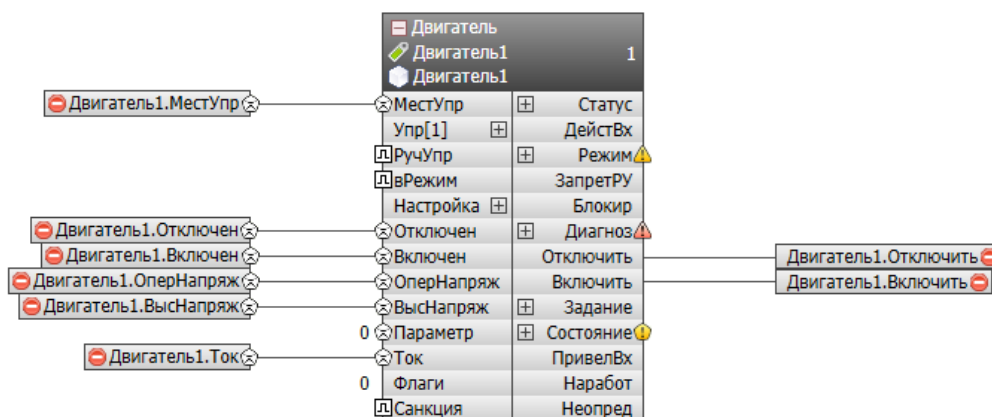 Двигатель
Двигатель1 1
Двигатель1
Двигатель1.МестУпр МестУпр Статус
Упр[1] ДейстВх
РучУпр Режим
вРежим ЗапретРУ
Настройка Блокир
Двигатель1.Отключен Отключен Диагноз
Двигатель1.Включен Включен Отключить Двигатель1.Отключить
Двигатель1.ОперНапряж ОперНапряж Включить Двигатель1.Включить
Двигатель1.ВысНапряж ВысНапряж Задание
0 Параметр Состояние
Двигатель1.Ток Ток ПривелВх
0 Флаги Наработ
Санкция Неопред